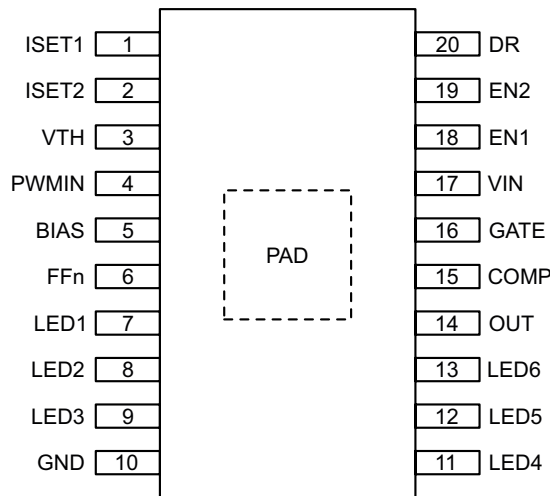 ISET1 1 20 DR
ISET2 2 19 EN2
VTH 3 18 EN1
PWMIN 4 17 VIN
BIAS 5 16 GATE
PAD
FFn 6 15 COMP
LED1 7 14 OUT
LED2 8 13 LED6
LED3 9 12 LED5
GND 10 11 LED4